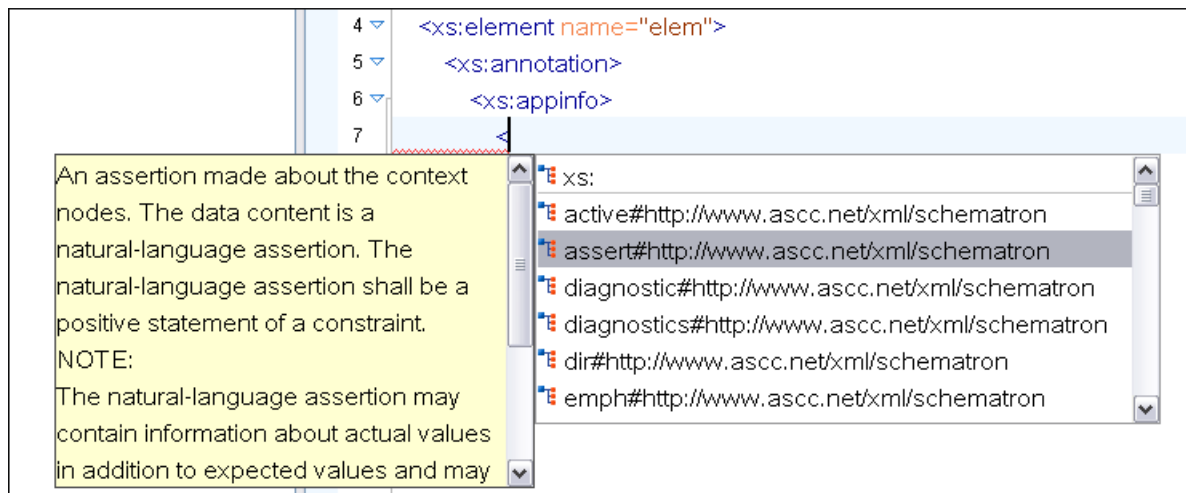 4 <xs:element name="elem">
5 <xs:annotation>
6 <xs:appinfo>
7 <
An assertion made about the context
nodes. The data content is a
natural-language assertion. The
natural-language assertion shall be a
positive statement of a constraint.
NOTE:
The natural-language assertion may
contain information about actual values
in addition to expected values and may
xs:
active#http://www.ascc.net/xml/schematron
assert#http://www.ascc.net/xml/schematron
diagnostic#http://www.ascc.net/xml/schematron
diagnostics#http://www.ascc.net/xml/schematron
dir#http://www.ascc.net/xml/schematron
emph#http://www.ascc.net/xml/schematron